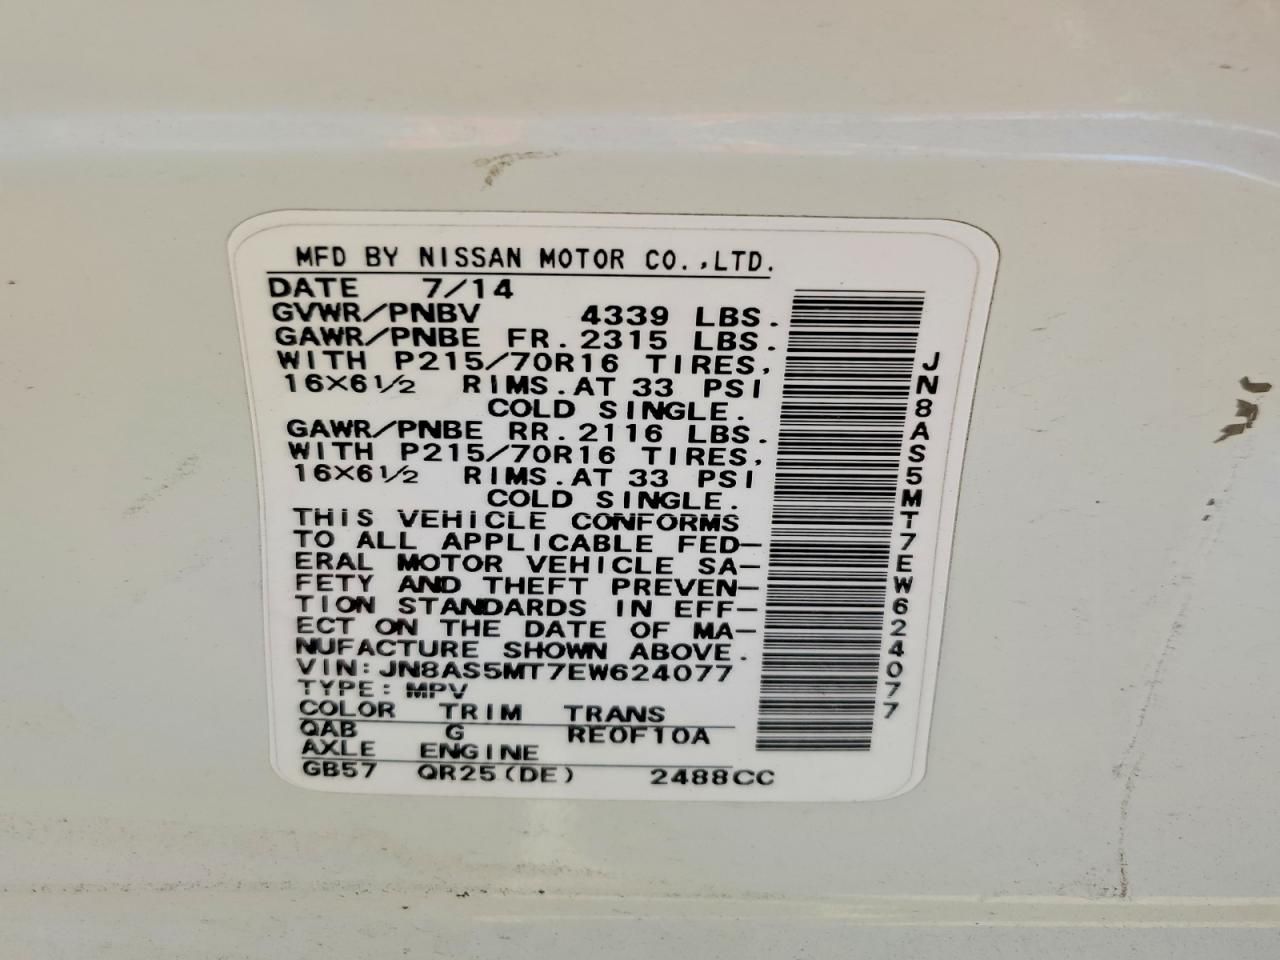 MFD BY NISSAN MOTOR CO.,LTD.
DATE 7/14
GVWR/PNBV 4339 LBS.
GAWR/PNBE FR. 2315 LBS.
WITH P215/70R16 TIRES,
16X6½ RIMS. AT 33 PSI
COLD SINGLE.
GAWR/PNBE RR. 2116 LBS.
WITH P215/70R16 TIRES,
16X6½ RIMS. AT 33 PSI
COLD SINGLE.
THIS VEHICLE CONFORMS
TO ALL APPLICABLE FED-
ERAL MOTOR VEHICLE SA-
FETY AND THEFT PREVEN-
TION STANDARDS IN EFF-
ECT ON THE DATE OF MA-
NUFACTURE SHOWN ABOVE.
VIN: JN8AS5MT7EW624077
TYPE: MPV
COLOR TRIM TRANS
QAB G RE0F10A
AXLE ENGINE
GB57 QR25(DE) 2488CC
JN8AS5MT7EW624077